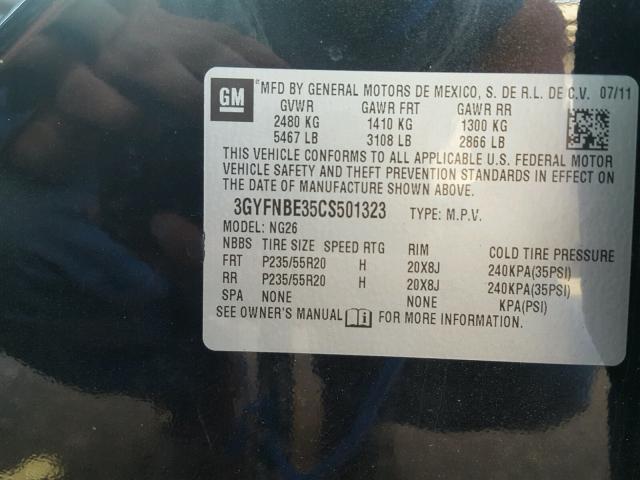 GM
MFD BY GENERAL MOTORS DE MEXICO, S. DE R.L. DE C.V. 07/11
GVWR GAWR FRT GAWR RR
2480 KG 1410 KG 1300 KG
5467 LB 3108 LB 2866 LB
THIS VEHICLE CONFORMS TO ALL APPLICABLE U.S. FEDERAL MOTOR
VEHICLE SAFETY AND THEFT PREVENTION STANDARDS IN EFFECT ON
THE DATE OF MANUFACTURE SHOWN ABOVE.
3GYFNBE35CS501323 TYPE: M.P.V.
MODEL: NG26
NBBS TIRE SIZE SPEED RTG RIM COLD TIRE PRESSURE
FRT P235/55R20 H 20X8J 240KPA(35PSI)
RR P235/55R20 H 20X8J 240KPA(35PSI)
SPA NONE NONE KPA(PSI)
SEE OWNER'S MANUAL FOR MORE INFORMATION.